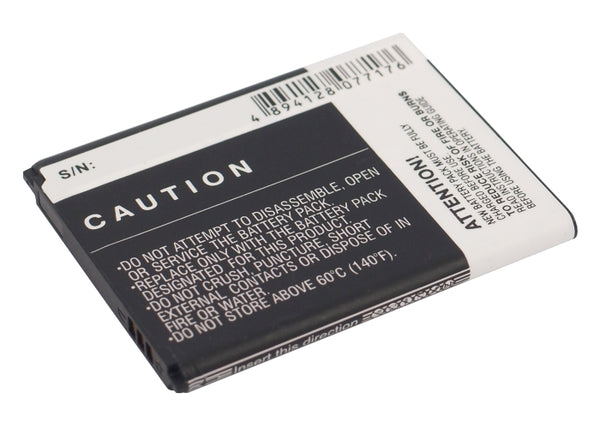 S/N:
4 894128 077176
CAUTION
•DO NOT ATTEMPT TO DISASSEMBLE, OPEN
OR SERVICE THE BATTERY PACK.
•REPLACE ONLY WITH THE BATTERY PACK
DESIGNATED FOR THIS PRODUCT.
•DO NOT CRUSH, PUNCTURE, SHORT
EXTERNAL CONTACTS OR DISPOSE OF IN
FIRE OR WATER.
•DO NOT STORE ABOVE 60°C (140°F).
Insert this direction
ATTENTION!
NEW BATTERY PACK MUST BE FULLY
CHARGED BEFORE USE.
TO REDUCE RISK OF FIRE OR BURNS
READ INSTRUCTIONS IN OPERATING GUIDE
BEFORE USING THE BATTERY.